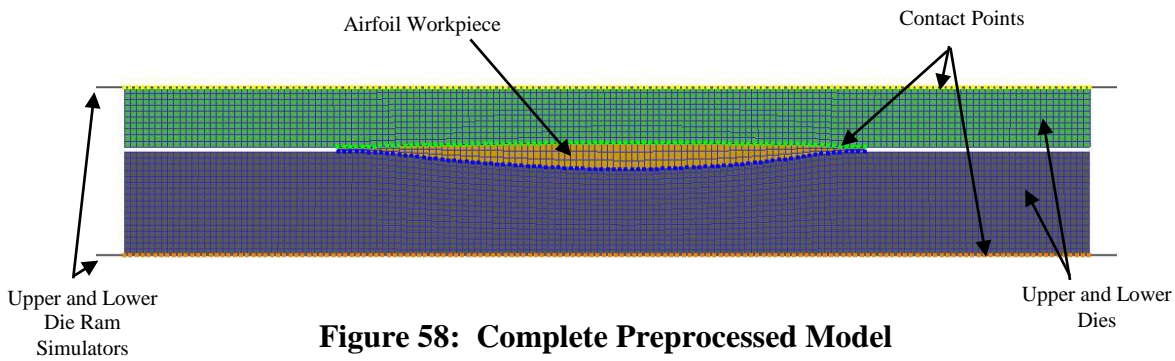 Airfoil Workpiece
Contact Points
Upper and Lower
Die Ram
Simulators
Upper and Lower
Dies
Figure 58:  Complete Preprocessed Model